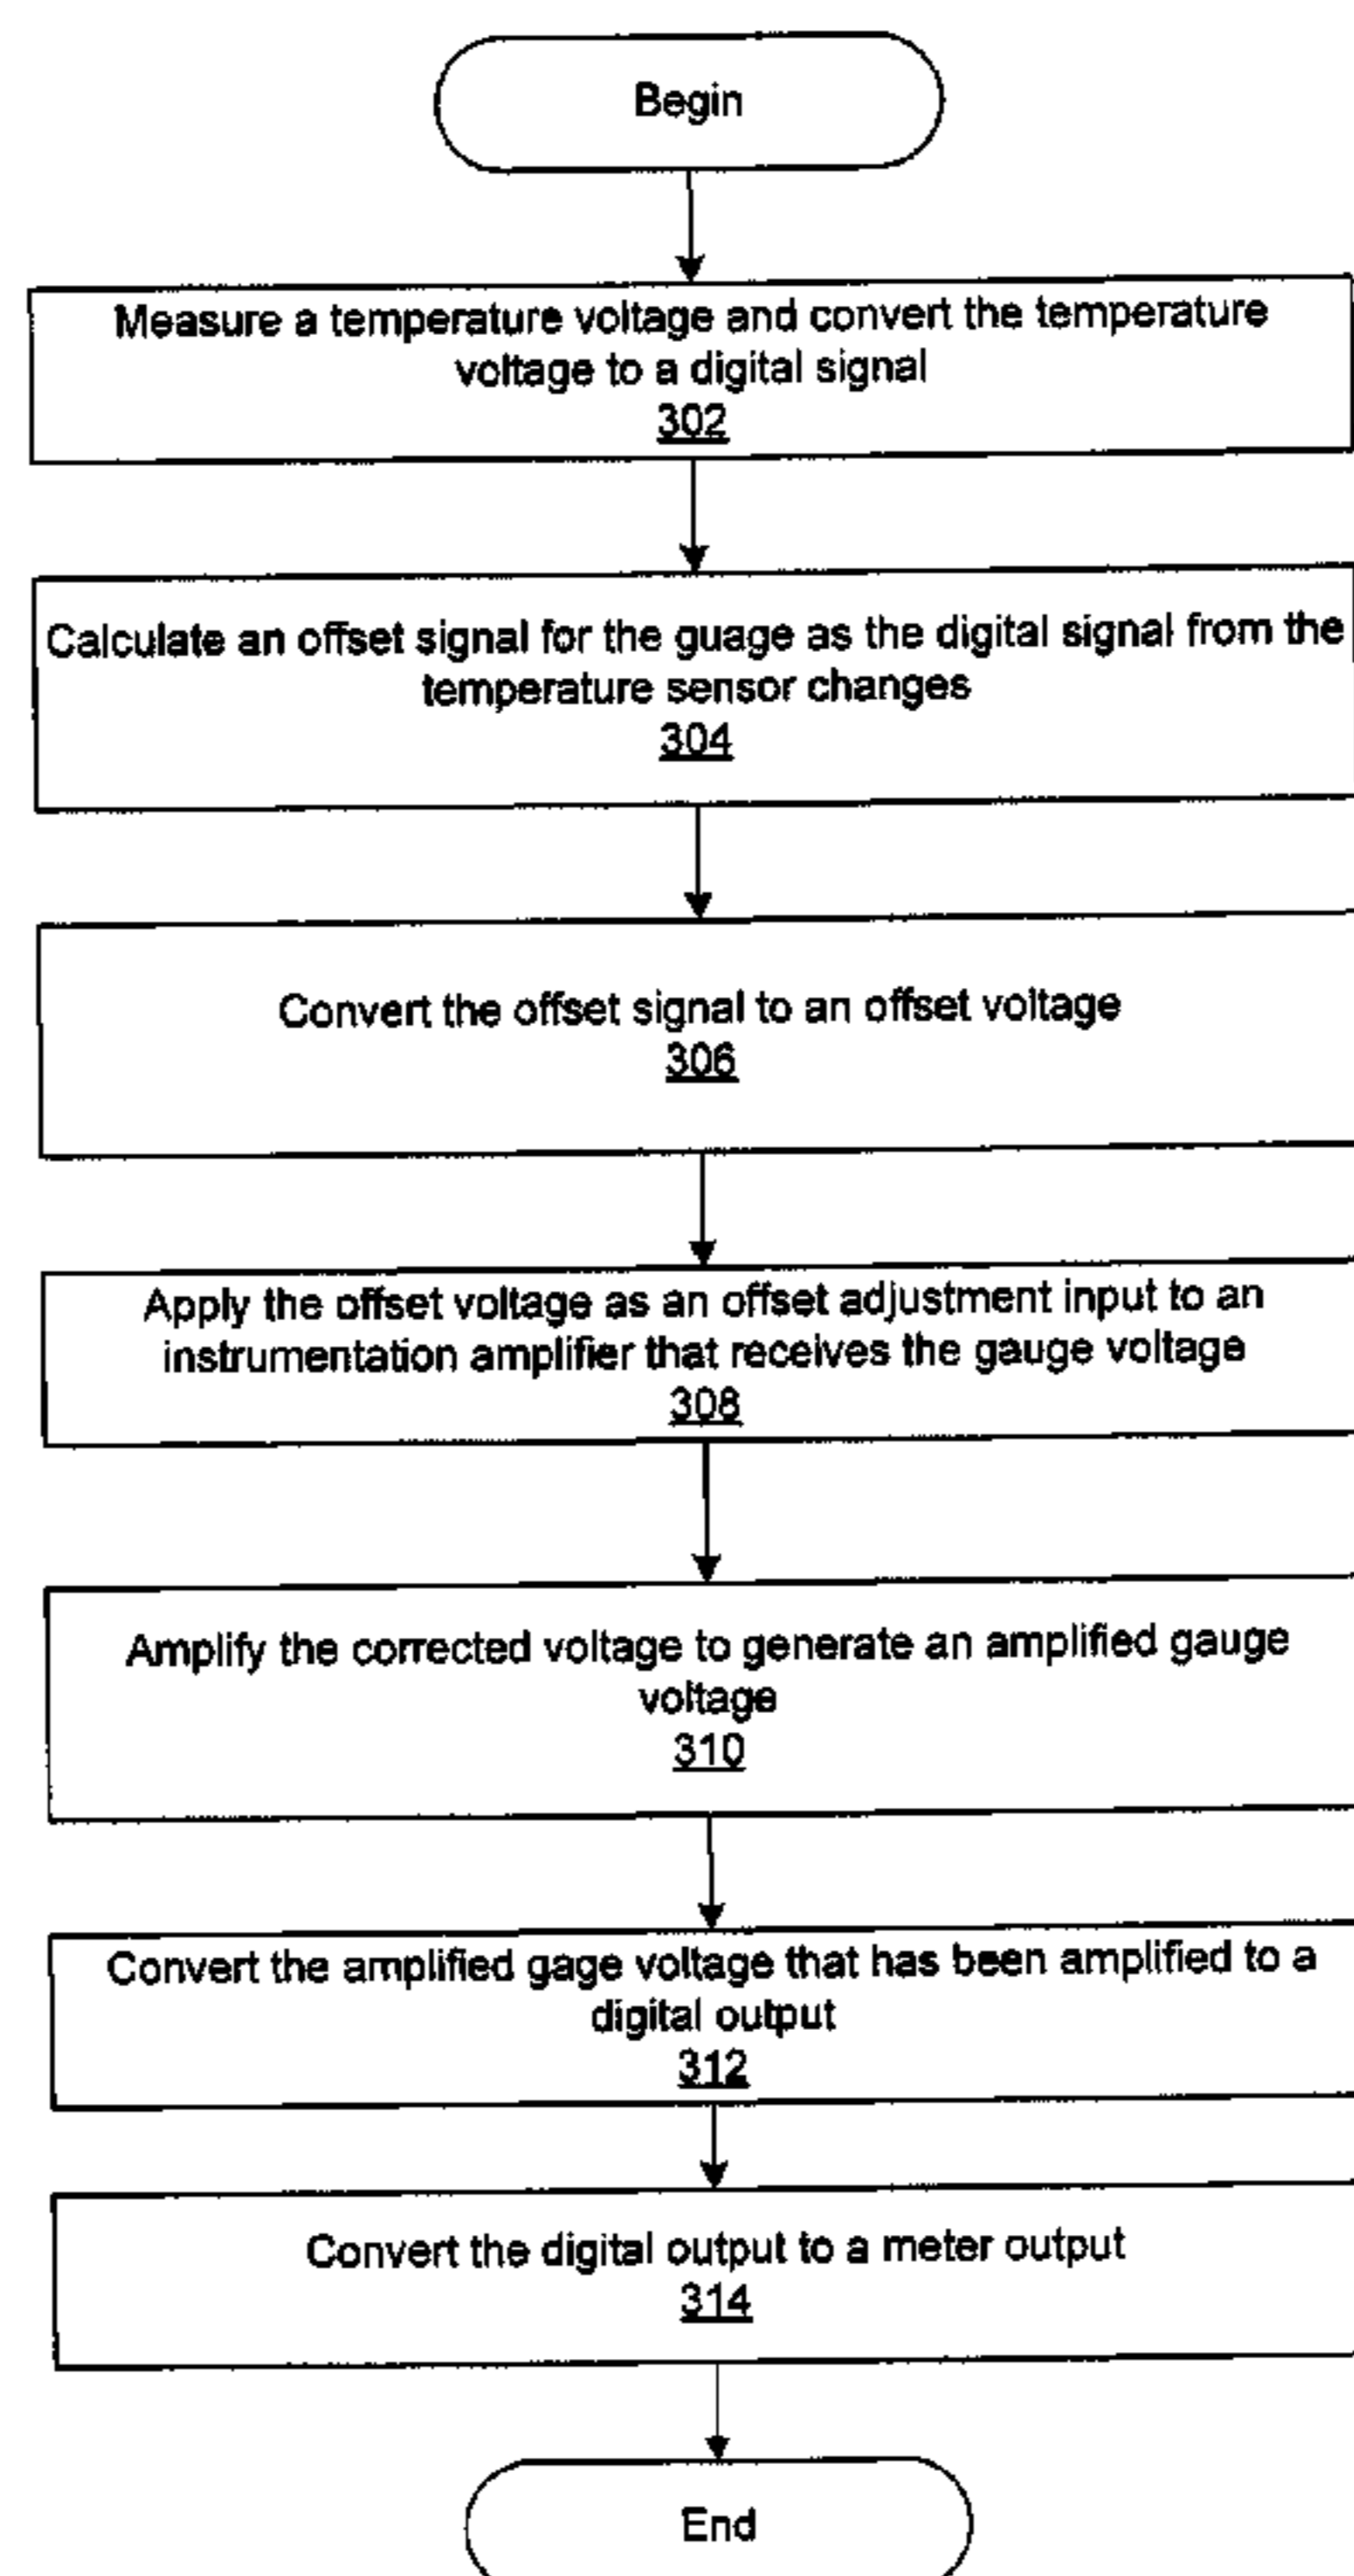 Begin
Measure a temperature voltage and convert the temperature
voltage to a digital signal
302
Calculate an offset signal for the guage as the digital signal from the
temperature sensor changes
304
Convert the offset signal to an offset voltage
306
Apply the offset voltage as an offset adjustment input to an
instrumentation amplifier that receives the gauge voltage
308
Amplify the corrected voltage to generate an amplified gauge
voltage
310
Convert the amplified gage voltage that has been amplified to a
digital output
312
Convert the digital output to a meter output
314
End